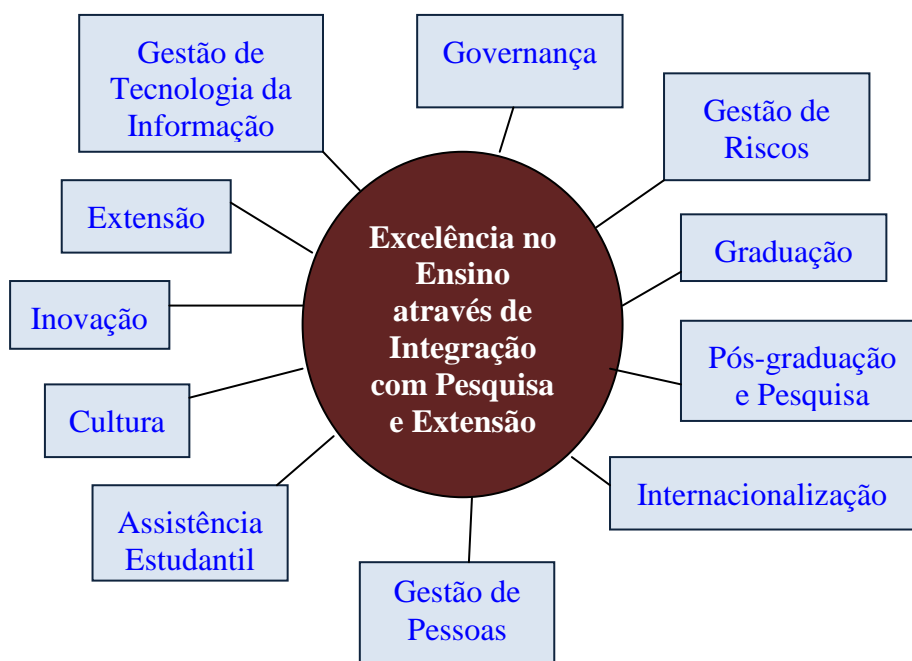 Gestão de
Tecnologia da
Informação
Governança
Gestão de
Riscos
Extensão
Graduação
Inovação
Excelência no
Ensino
através de
Integração
com Pesquisa
e Extensão
Pós-graduação
e Pesquisa
Cultura
Internacionalização
Assistência
Estudantil
Gestão de
Pessoas